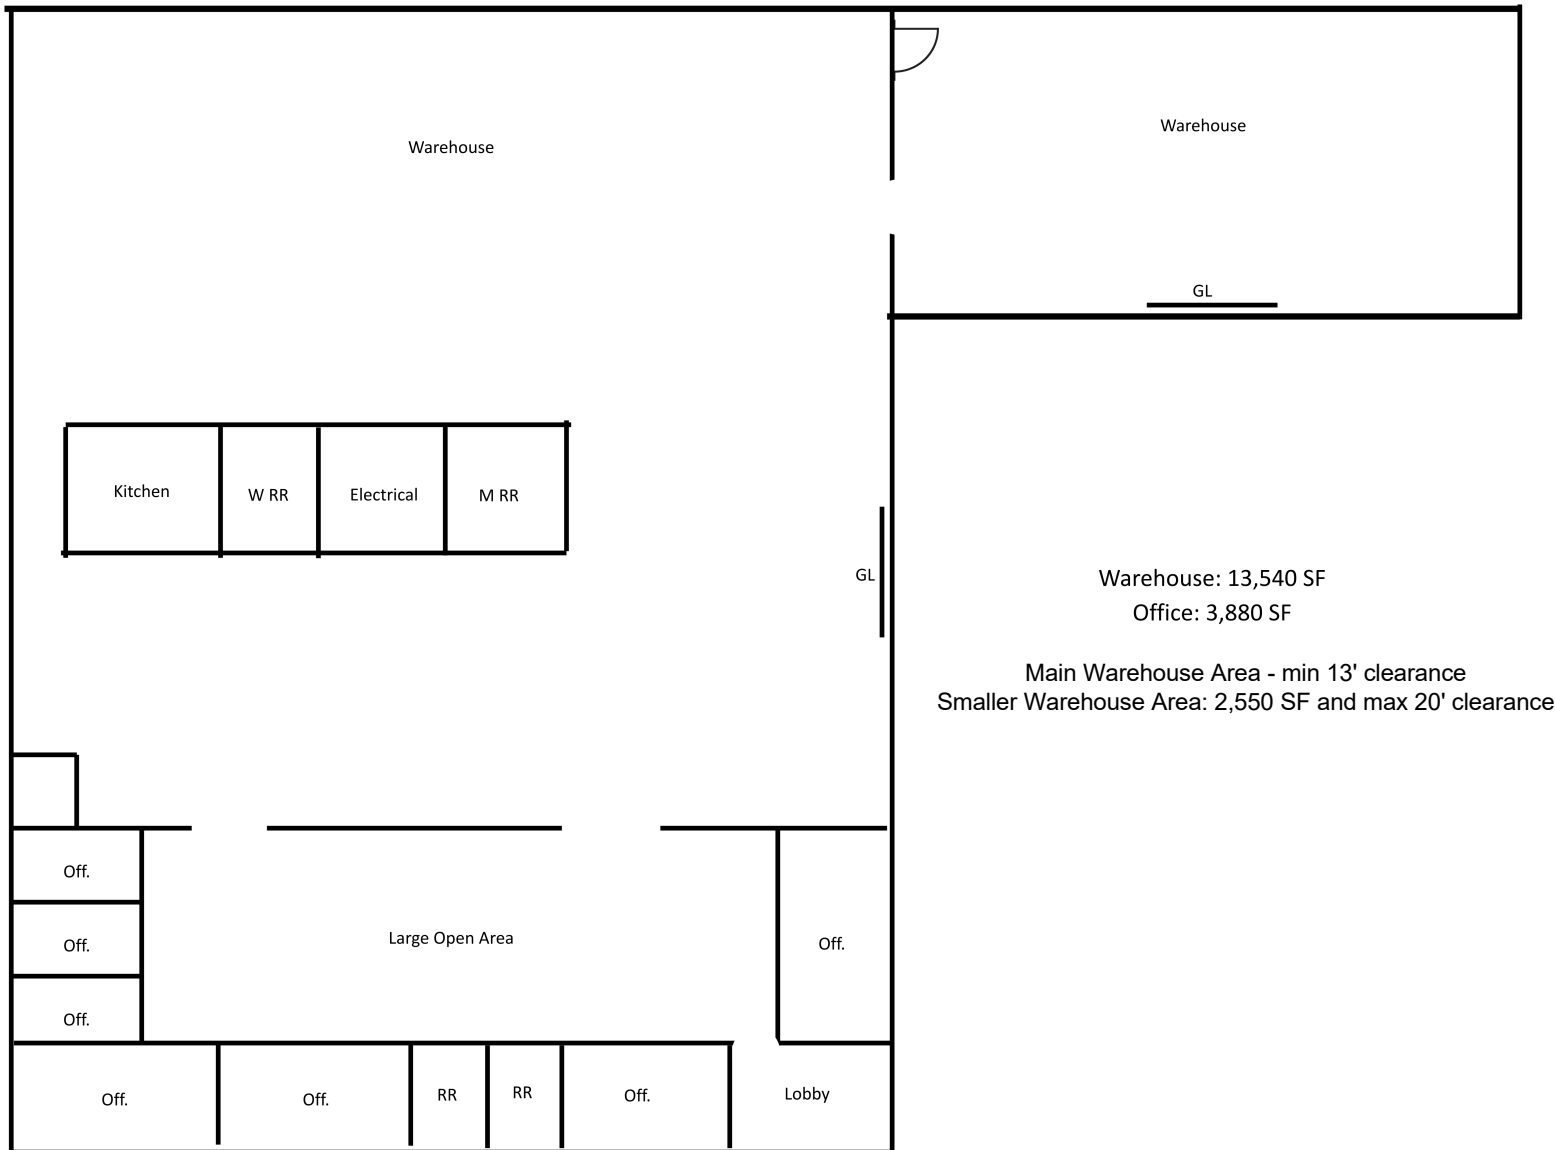 Warehouse
Warehouse
GL
Kitchen
W RR
Electrical
M RR
GL
Warehouse: 13,540 SF
Office: 3,880 SF
Main Warehouse Area - min 13' clearance
Smaller Warehouse Area: 2,550 SF and max 20' clearance
Off.
Off.
Large Open Area
Off.
Off.
Off.
Off.
RR
RR
Off.
Lobby